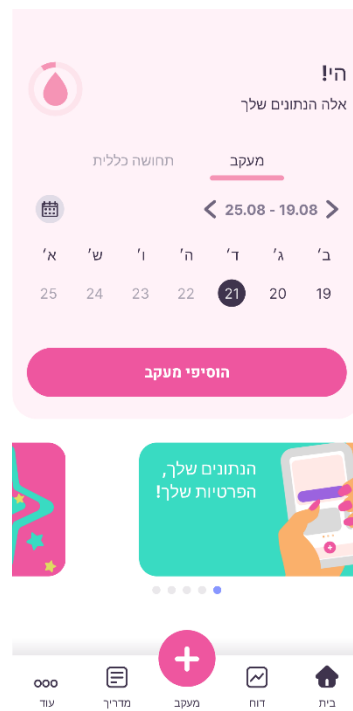 הי!
אלה הנתונים שלך
מעקב
תחושה כללית
25.08 - 19.08
ב׳ ג׳ ד׳ ה׳ ו׳ ש׳ א׳
19 20 21 22 23 24 25
הוסיפי מעקב
הנתונים שלך,
הפרטיות שלך!
בית
דוח
מעקב
מדריך
עוד